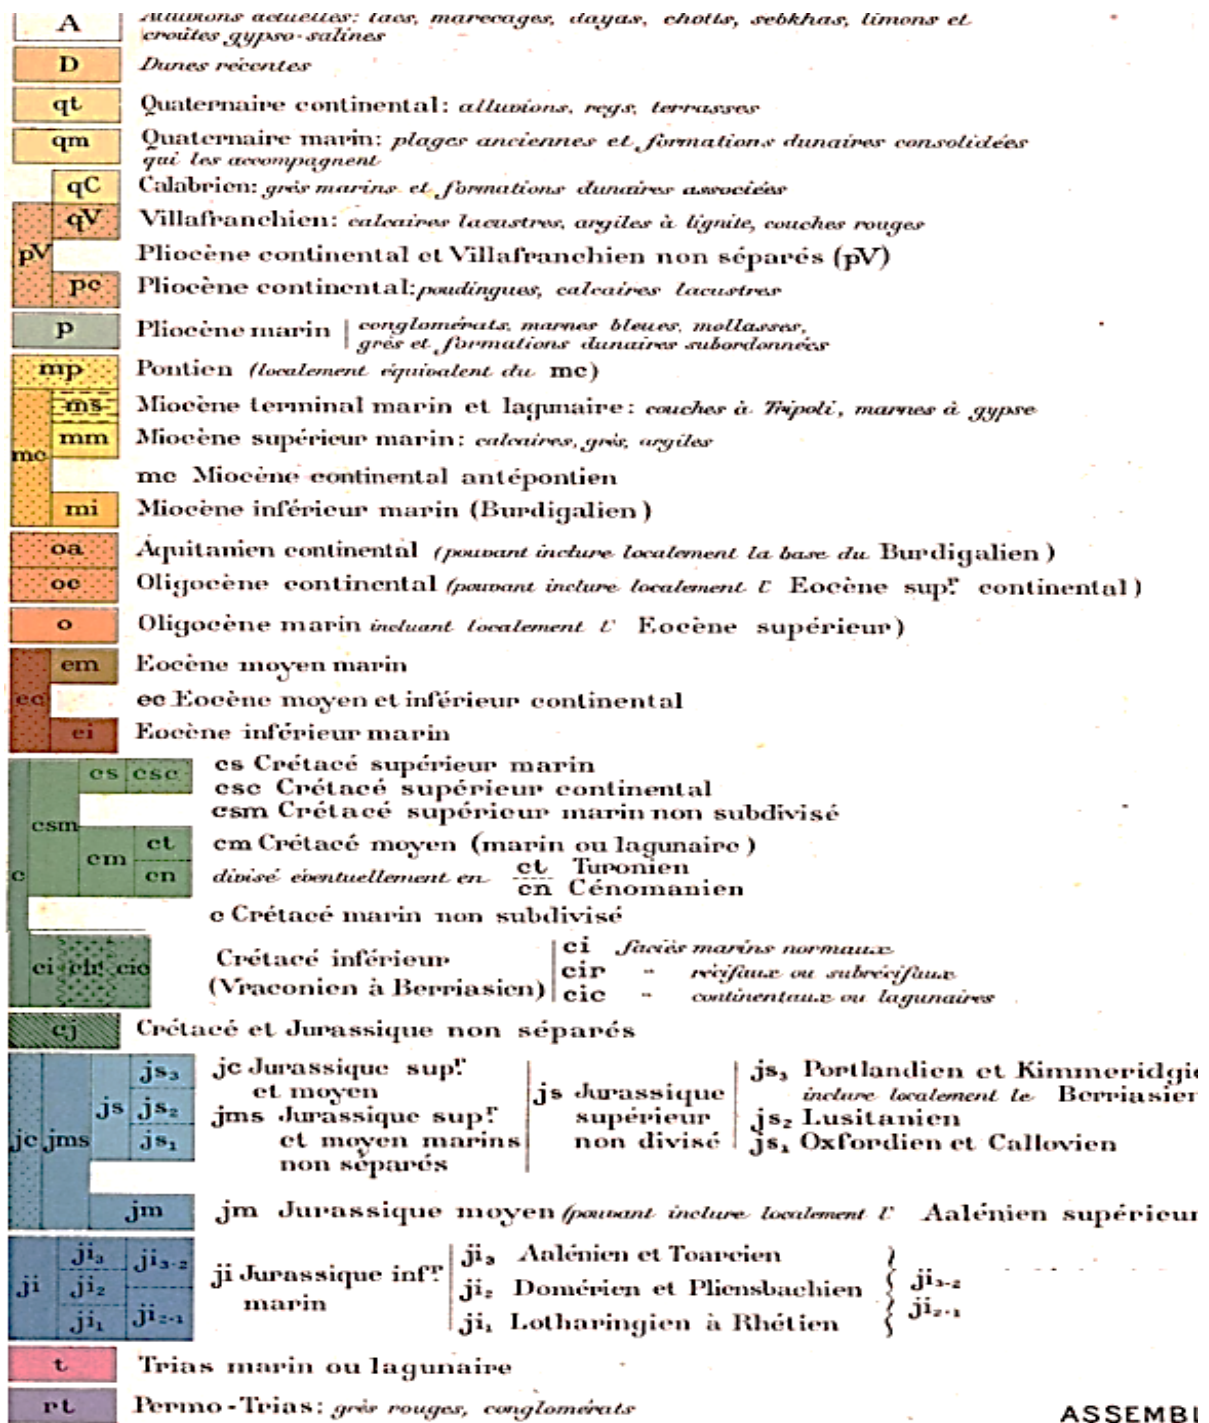 A Alluvions actuelles: lacs, marécages, dayas, chotts, sebkhas, limons et
croûtes gypso-salines
D Dunes récentes
qt Quaternaire continental: alluvions, regs, terrasses
qm Quaternaire marin: plages anciennes et formations dunaires consolidées
qui les accompagnent
qC Calabrien: grés marins et formations dunaires associées
qV Villafranchien: calcaires lacustres, argiles à lignite, couches rouges
pV Pliocène continental et Villafranchien non séparés (pV)
pc Pliocène continental: poudingues, calcaires lacustres
p Pliocène marin conglomérats, marnes bleues, mollasses,
grés et formations dunaires subordonnées
mp Pontien (localement équivalent du mc)
ms Miocène terminal marin et lagunaire: couches à Tripoli, marnes à gypse
mm Miocène supérieur marin: calcaires, grés, argiles
mc
mc Miocène continental antépontien
mi Miocène inférieur marin (Burdigalien)
oa Aquitanien continental (pouvant inclure localement la base du Burdigalien)
oc Oligocène continental (pouvant inclure localement l' Eocène supr. continental)
o Oligocène marin incluant localement l' Eocène supérieur)
em Eocène moyen marin
ec ec Eocène moyen et inférieur continental
ei Eocène inférieur marin
cs csc cs Crétacé supérieur marin
csc Crétacé supérieur continental
csm csm Crétacé supérieur marin non subdivisé
ct cm Crétacé moyen (marin ou lagunaire)
cm
c cn divisé éventuellement en ct Turonien
cn Cénomanien
c Crétacé marin non subdivisé
ci cir cic Crétacé inférieur ci faciès marins normaux
cir " récifaux ou subrécifaux
(Vraconien à Berriasien) cic " continentaux ou lagunaires
cj Crétacé et Jurassique non séparés
js3 jc Jurassique supr. js3 Portlandien et Kimmeridgie
et moyen js Jurassique inclure localement le Berriasien
js js2 jms Jurassique supr. supérieur js2 Lusitanien
jc jms js1 et moyen marins non divisé js1 Oxfordien et Callovien
non séparés
jm jm Jurassique moyen (pouvant inclure localement l' Aalénien supérieur
ji3 ji3-2 ji3 Aalénien et Toarcien
ji ji2 ji Jurassique infr. ji2 Domérien et Pliensbachien ji3-2
marin ji2-1
ji1 ji2-1 ji1 Lotharingien à Rhétien
t Trias marin ou lagunaire
rt Permo-Trias: grés rouges, conglomérats
ASSEMBL